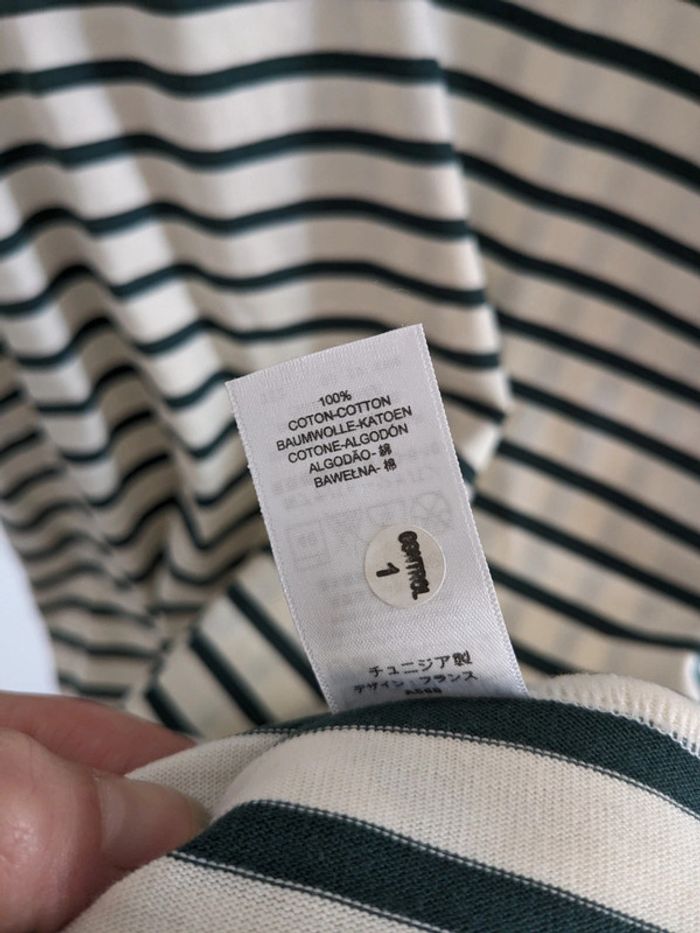 100%
COTON-COTTON
BAUMWOLLE-KATOEN
COTONE-ALGODÓN
ALGODÃO- 綿
BAWEŁNA- 棉
CONTROL
1
チュニジア製
デザイン、フランス